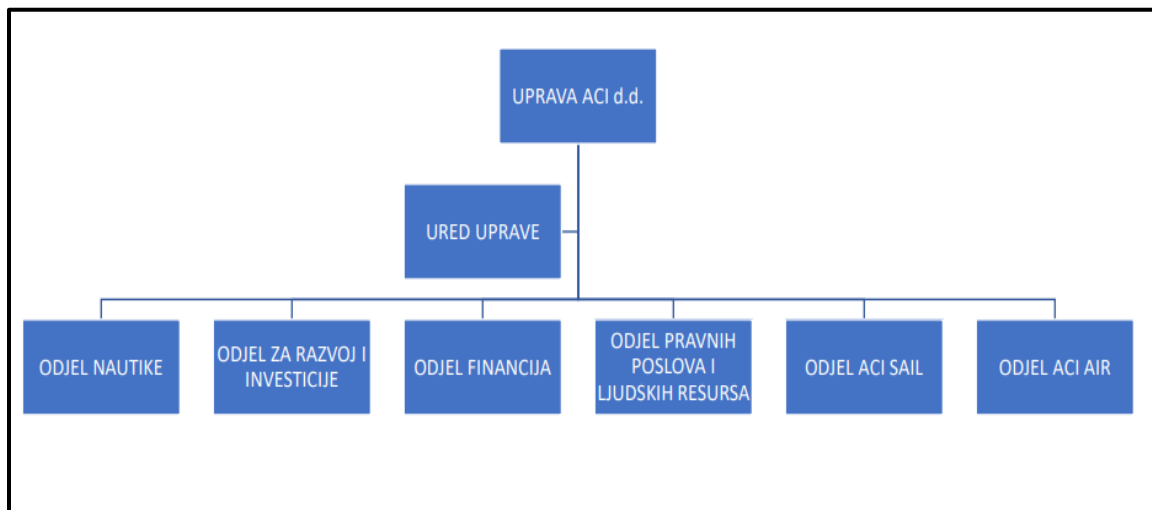 UPRAVA ACI d.d.
URED UPRAVE
ODJEL NAUTIKE
ODJEL ZA RAZVOJ I
INVESTICIJE
ODJEL FINANCIJA
ODJEL PRAVNIH
POSLOVA I
LJUDSKIH RESURSA
ODJEL ACI SAIL
ODJEL ACI AIR